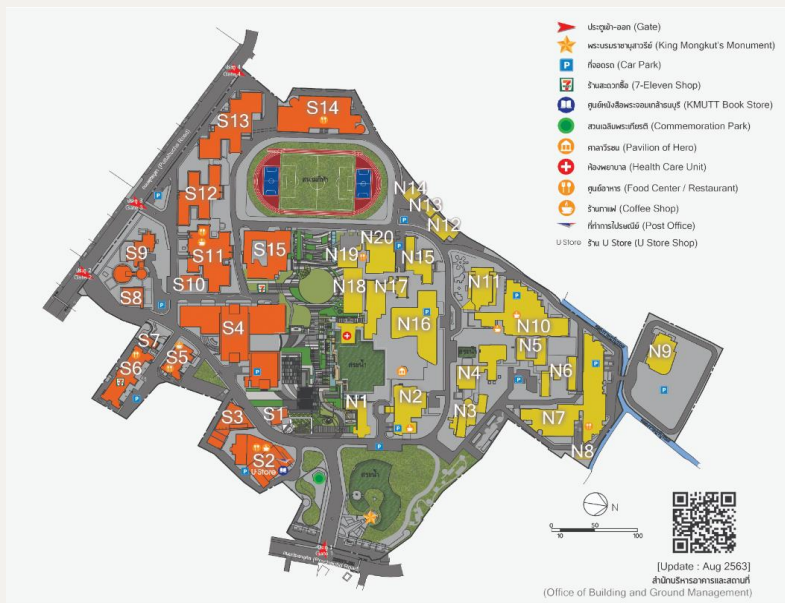 ประตูเข้า-ออก (Gate)
พระบรมราชานุสาวรีย์ (King Mongkut's Monument)
ที่จอดรถ (Car Park)
ร้านสะดวกซื้อ (7-Eleven Shop)
ศูนย์หนังสือพระจอมเกล้าธนบุรี (KMUTT Book Store)
สวนเฉลิมพระเกียรติ (Commemoration Park)
ศาลาวีรชน (Pavilion of Hero)
ห้องพยาบาล (Health Care Unit)
ศูนย์อาหาร (Food Center / Restaurant)
ร้านกาแฟ (Coffee Shop)
ที่ทำการไปรษณีย์ (Post Office)
U Store ร้าน U Store (U Store Shop)
S14
S13
S12
N14
N13
N12
S9
S11
S15
N20
N19
N15
S10
S8
N18
N17
N11
S4
N16
N10
S7
S5
N5
N9
S6
N4
N6
S3
S1
N1
N2
N3
N7
S2
U-Store
N8
N
0
10
50
100
[Update : Aug 2563]
สำนักบริหารอาคารและสถานที่
(Office of Building and Ground Management)